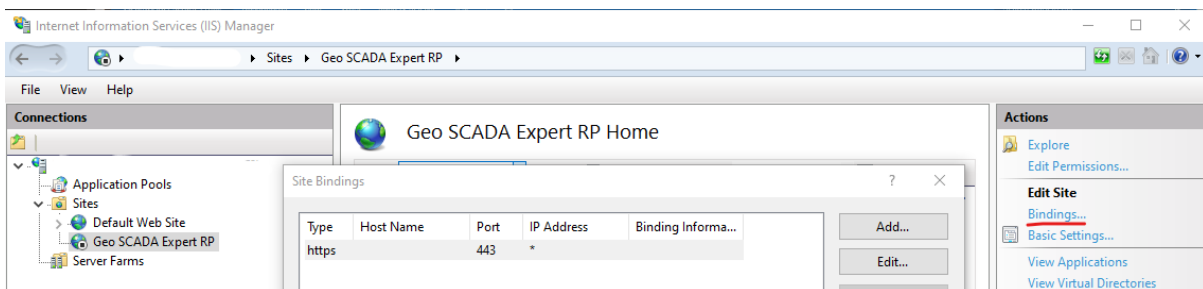 Internet Information Services (IIS) Manager
Sites Geo SCADA Expert RP
File View Help
Connections
Application Pools
Sites
Default Web Site
Geo SCADA Expert RP
Server Farms
Geo SCADA Expert RP Home
Site Bindings
? ×
Type Host Name Port IP Address Binding Informa...
https 443 *
Add...
Edit...
Actions
Explore
Edit Permissions...
Edit Site
Bindings...
Basic Settings...
View Applications
View Virtual Directories